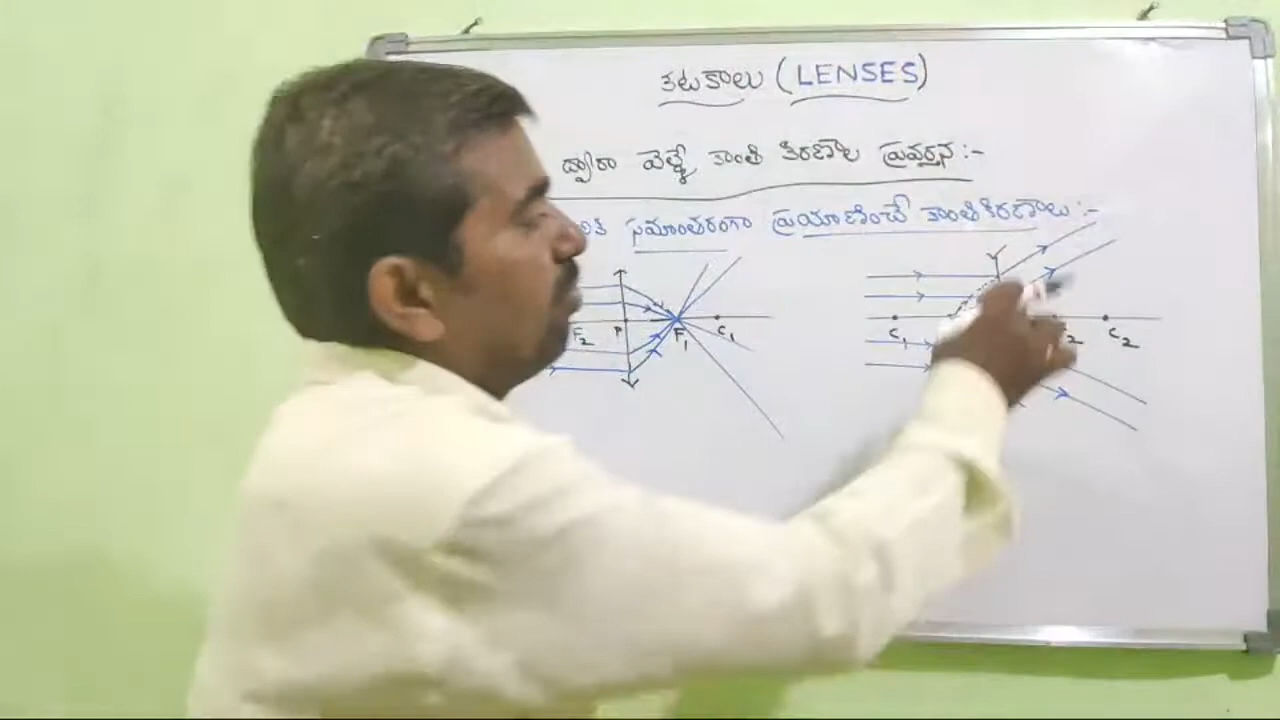 కటకాలు (LENSES)
ద్వారా వెళ్ళే కాంతి కిరణాల ప్రవర్తన :-
సమాంతరంగా ప్రయాణించే కాంతికిరణాలు :-
F₂ P F₁ C₁
C₁ C₂